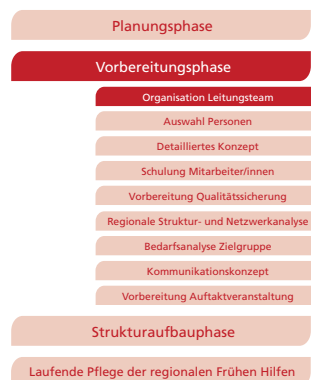 Planungsphase
Vorbereitungsphase
Organisation Leitungsteam
Auswahl Personen
Detailliertes Konzept
Schulung Mitarbeiter/innen
Vorbereitung Qualitätssicherung
Regionale Struktur- und Netzwerkanalyse
Bedarfsanalyse Zielgruppe
Kommunikationskonzept
Vorbereitung Auftaktveranstaltung
Strukturaufbauphase
Laufende Pflege der regionalen Frühen Hilfen